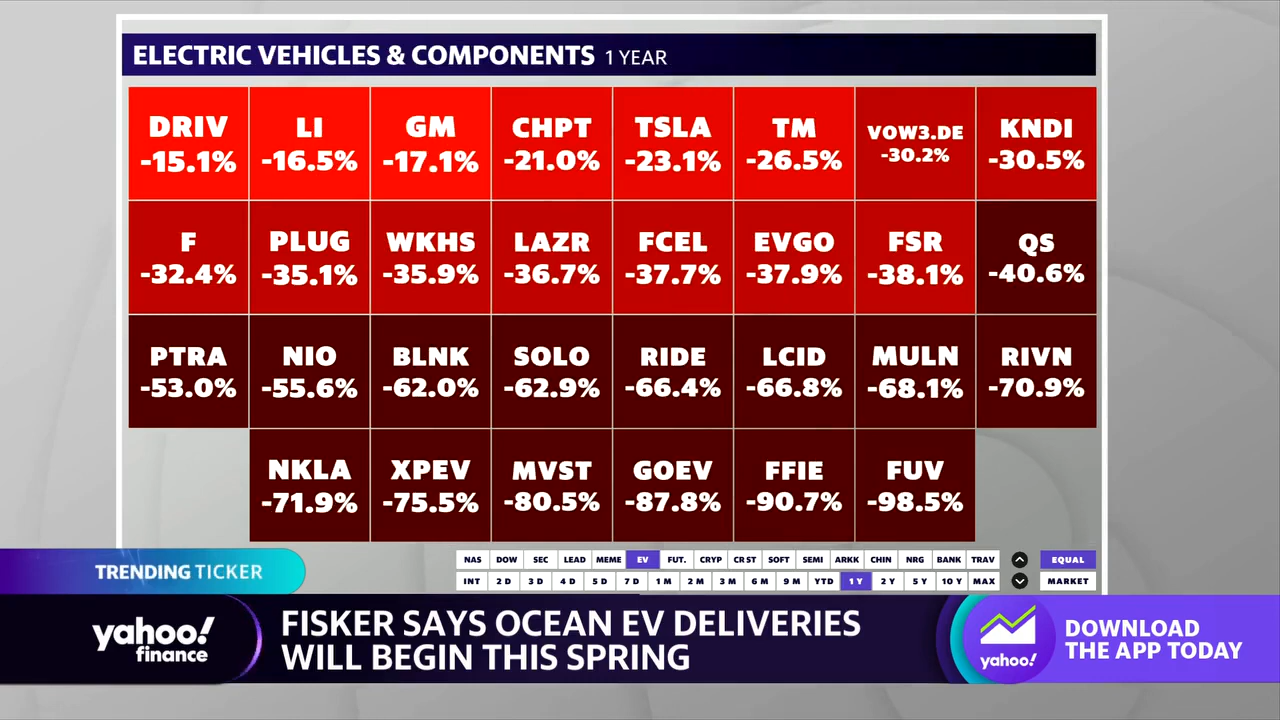 ELECTRIC VEHICLES & COMPONENTS 1 YEAR
DRIV LI GM CHPT TSLA TM VOW3.DE KNDI
-15.1% -16.5% -17.1% -21.0% -23.1% -26.5% -30.2% -30.5%
F PLUG WKHS LAZR FCEL EVGO FSR QS
-32.4% -35.1% -35.9% -36.7% -37.7% -37.9% -38.1% -40.6%
PTRA NIO BLNK SOLO RIDE LCID MULN RIVN
-53.0% -55.6% -62.0% -62.9% -66.4% -66.8% -68.1% -70.9%
NKLA XPEV MVST GOEV FFIE FUV
-71.9% -75.5% -80.5% -87.8% -90.7% -98.5%
NAS DOW SEC LEAD MEME EV FUT. CRYP CRST SOFT SEMI ARKK CHIN NRG BANK TRAV EQUAL
INT 2 D 3 D 4 D 5 D 7 D 1 M 2 M 3 M 6 M 9 M YTD 1 Y 2 Y 5 Y 10 Y MAX MARKET
TRENDING TICKER
yahoo!
finance
FISKER SAYS OCEAN EV DELIVERIES
WILL BEGIN THIS SPRING
yahoo!
DOWNLOAD
THE APP TODAY